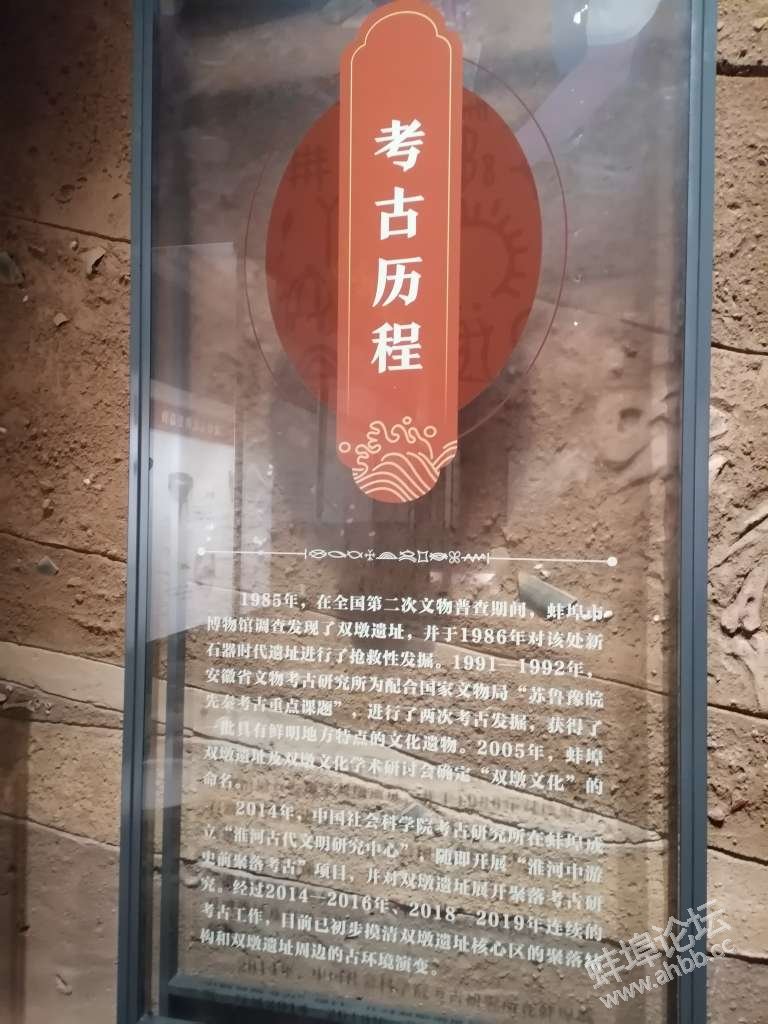 考古历程
1985年，在全国第二次文物普查期间，蚌埠
博物馆调查发现了双墩遗址，并于1986年对该处新
石器时代遗址进行了抢救性发掘。1991—1992年，
安徽省文物考古研究所为配合国家文物局“苏鲁豫皖
先秦考古重点课题”，进行了两次考古发掘，获得了
一批具有鲜明地方特点的文化遗物。2005年，蚌埠
双墩遗址及双墩文化学术研讨会确定“双墩文化”的
命名。
2014年，中国社会科学院考古研究所在蚌埠成
立“淮河古代文明研究中心”，随即开展“淮河中游
史前聚落考古”项目，并对双墩遗址展开聚落考古研
究。经过2014—2016年、2018—2019年连续的
考古工作，目前已初步摸清双墩遗址核心区的聚落
构和双墩遗址周边的古环境演变。
蚌埠论坛
www.ahbb.cc